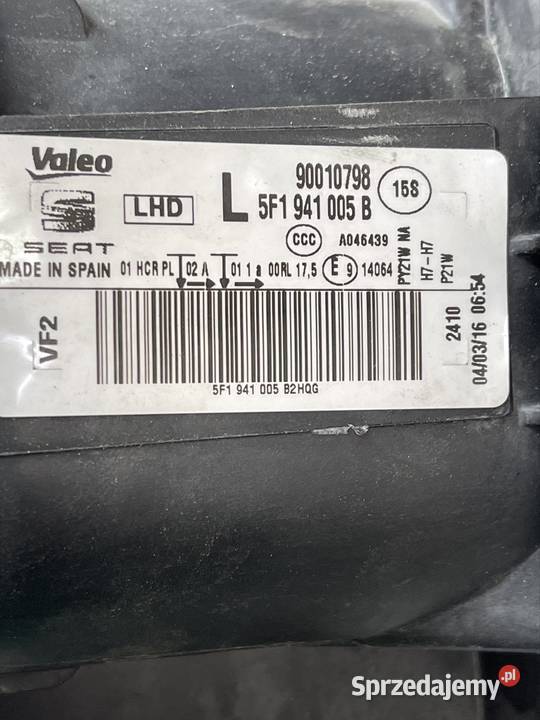 Valeo
90010798
15S
LHD
L
5F1 941 005 B
SEAT
CCC A046439
MADE IN SPAIN 01 HCR PL 02 A 01 1 a 00RL 17,5 E 9 14064
PY21W NA
H7-H7
P21W
VF2
2410
04/03/16 06:54
5F1 941 005 B2HQG
Sprzedajemy.pl